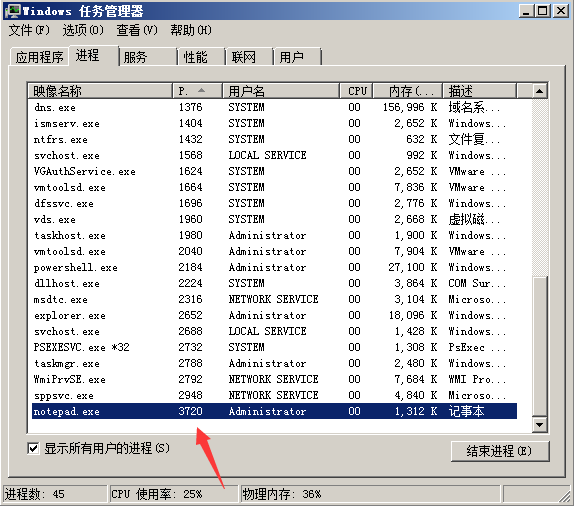 Windows 任务管理器
文件(F) 选项(O) 查看(V) 帮助(H)
应用程序 进程 服务 性能 联网 用户
映像名称 P. 用户名 CPU 内存(... 描述
dns.exe 1376 SYSTEM 00 156,996 K 域名系...
ismserv.exe 1404 SYSTEM 00 2,652 K Windows...
ntfrs.exe 1432 SYSTEM 00 632 K 文件复...
svchost.exe 1568 LOCAL SERVICE 00 992 K Windows...
VGAuthService.exe 1624 SYSTEM 00 2,652 K VMware ...
vmtoolsd.exe 1664 SYSTEM 00 7,836 K VMware ...
dfssvc.exe 1696 SYSTEM 00 2,776 K Windows...
vds.exe 1960 SYSTEM 00 2,668 K 虚拟磁...
taskhost.exe 1980 Administrator 00 1,900 K Windows...
vmtoolsd.exe 2040 Administrator 00 7,904 K VMware ...
powershell.exe 2184 Administrator 00 27,100 K Windows...
dllhost.exe 2224 SYSTEM 00 3,864 K COM Sur...
msdtc.exe 2316 NETWORK SERVICE 00 3,104 K Microso...
explorer.exe 2652 Administrator 00 18,096 K Windows...
svchost.exe 2688 LOCAL SERVICE 00 1,428 K Windows...
PSEXESVC.exe *32 2732 SYSTEM 00 1,308 K PsExec ...
taskmgr.exe 2788 Administrator 00 2,480 K Windows...
WmiPrvSE.exe 2792 NETWORK SERVICE 00 7,684 K WMI Pro...
sppsvc.exe 2948 NETWORK SERVICE 00 4,840 K Microso...
notepad.exe 3720 Administrator 00 1,312 K 记事本
显示所有用户的进程(S) 结束进程(E)
进程数: 45 CPU 使用率: 25% 物理内存: 36%